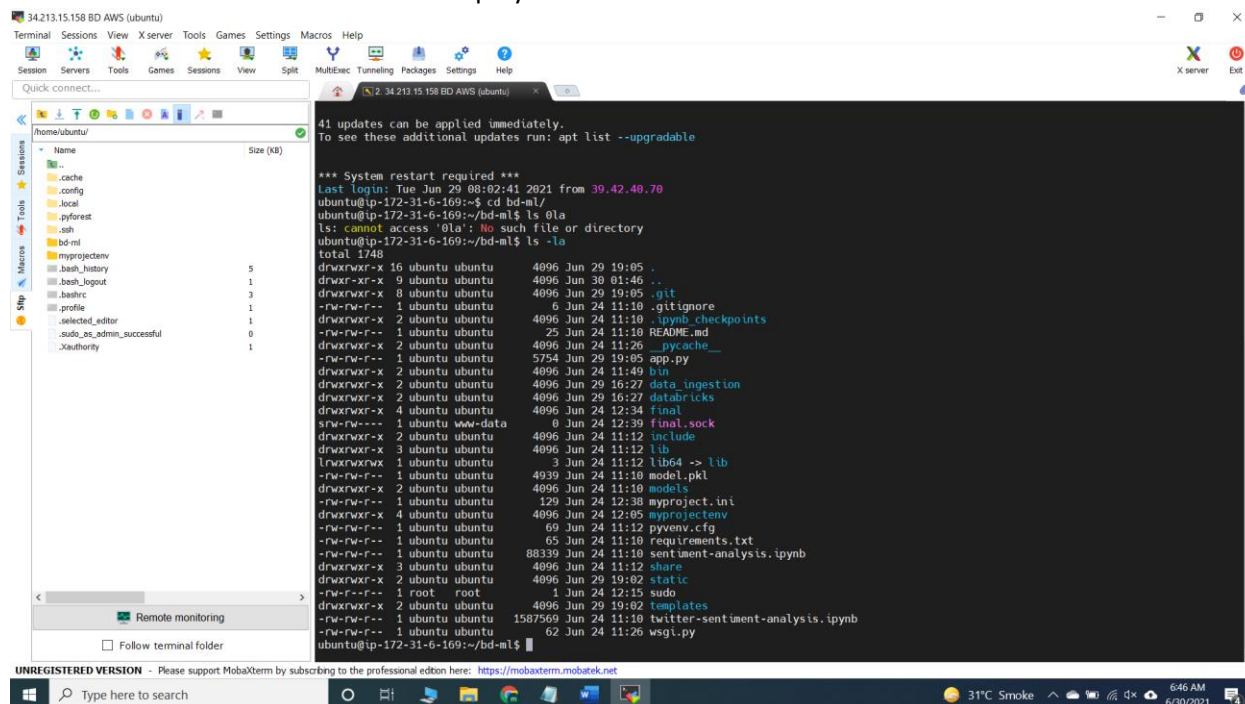 34.213.15.158 BD AWS (ubuntu)
Terminal Sessions View X server Tools Games Settings Macros Help
Session Servers Tools Games Sessions View Split MultiExec Tunneling Packages Settings Help X server Exit
Quick connect...
2. 34.213.15.158 BD AWS (ubuntu)
/home/ubuntu/
Name Size (KB)
..
.cache
.config
.local
.pyforest
.ssh
bd-ml
myprojectenv
.bash_history 5
.bash_logout 1
.bashrc 3
.profile 1
.selected_editor 1
.sudo_as_admin_successful 0
.Xauthority 1
Sessions
Tools
Macros
Sftp
Remote monitoring
Follow terminal folder
41 updates can be applied immediately.
To see these additional updates run: apt list --upgradable
*** System restart required ***
Last login: Tue Jun 29 08:02:41 2021 from 39.42.40.70
ubuntu@ip-172-31-6-169:~$ cd bd-ml/
ubuntu@ip-172-31-6-169:~/bd-ml$ ls 0la
ls: cannot access '0la': No such file or directory
ubuntu@ip-172-31-6-169:~/bd-ml$ ls -la
total 1748
drwxrwxr-x 16 ubuntu ubuntu 4096 Jun 29 19:05 .
drwxr-xr-x 9 ubuntu ubuntu 4096 Jun 30 01:46 ..
drwxrwxr-x 8 ubuntu ubuntu 4096 Jun 29 19:05 .git
-rw-rw-r-- 1 ubuntu ubuntu 6 Jun 24 11:10 .gitignore
drwxrwxr-x 2 ubuntu ubuntu 4096 Jun 24 11:10 .ipynb_checkpoints
-rw-rw-r-- 1 ubuntu ubuntu 25 Jun 24 11:10 README.md
drwxrwxr-x 2 ubuntu ubuntu 4096 Jun 24 11:26 __pycache__
-rw-rw-r-- 1 ubuntu ubuntu 5754 Jun 29 19:05 app.py
drwxrwxr-x 2 ubuntu ubuntu 4096 Jun 24 11:49 bin
drwxrwxr-x 2 ubuntu ubuntu 4096 Jun 29 16:27 data_ingestion
drwxrwxr-x 2 ubuntu ubuntu 4096 Jun 29 16:27 databricks
drwxrwxr-x 4 ubuntu ubuntu 4096 Jun 24 12:34 final
srw-rw---- 1 ubuntu www-data 0 Jun 24 12:39 final.sock
drwxrwxr-x 2 ubuntu ubuntu 4096 Jun 24 11:12 include
drwxrwxr-x 3 ubuntu ubuntu 4096 Jun 24 11:12 lib
lrwxrwxrwx 1 ubuntu ubuntu 3 Jun 24 11:12 lib64 -> lib
-rw-rw-r-- 1 ubuntu ubuntu 4939 Jun 24 11:10 model.pkl
drwxrwxr-x 2 ubuntu ubuntu 4096 Jun 24 11:10 models
-rw-rw-r-- 1 ubuntu ubuntu 129 Jun 24 12:38 myproject.ini
drwxrwxr-x 4 ubuntu ubuntu 4096 Jun 24 12:05 myprojectenv
-rw-rw-r-- 1 ubuntu ubuntu 69 Jun 24 11:12 pyvenv.cfg
-rw-rw-r-- 1 ubuntu ubuntu 65 Jun 24 11:10 requirements.txt
-rw-rw-r-- 1 ubuntu ubuntu 88339 Jun 24 11:10 sentiment-analysis.ipynb
drwxrwxr-x 3 ubuntu ubuntu 4096 Jun 24 11:12 share
drwxrwxr-x 2 ubuntu ubuntu 4096 Jun 29 19:02 static
-rw-r--r-- 1 root root 1 Jun 24 12:15 sudo
drwxrwxr-x 2 ubuntu ubuntu 4096 Jun 29 19:02 templates
-rw-rw-r-- 1 ubuntu ubuntu 1587569 Jun 24 11:10 twitter-sentiment-analysis.ipynb
-rw-rw-r-- 1 ubuntu ubuntu 62 Jun 24 11:26 wsgi.py
ubuntu@ip-172-31-6-169:~/bd-ml$
UNREGISTERED VERSION - Please support MobaXterm by subscribing to the professional edition here: https://mobaxterm.mobatek.net
Type here to search
31°C Smoke
6:46 AM
6/30/2021
4